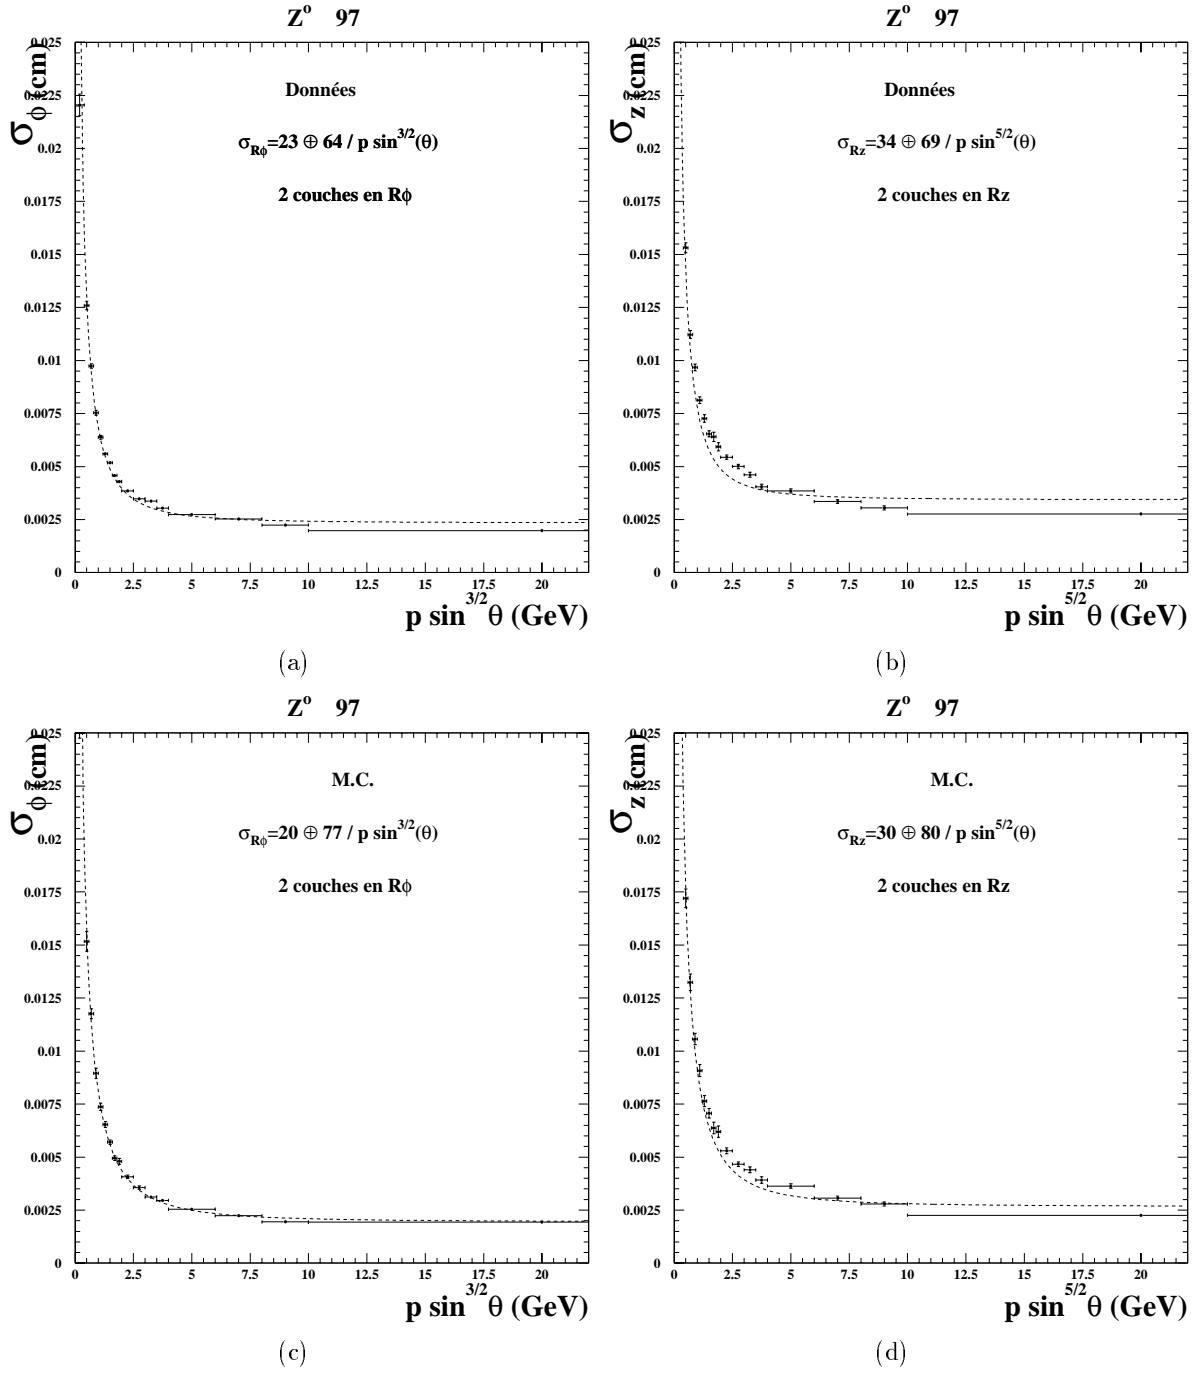 Z° 97
σϕ (cm)
Données
σRϕ=23 ⊕ 64 / p sin3/2(θ)
2 couches en Rϕ
0.025
0.0225
0.02
0.0175
0.015
0.0125
0.01
0.0075
0.005
0.0025
0
0 2.5 5 7.5 10 12.5 15 17.5 20
p sin3/2 θ (GeV)
(a)
Z° 97
σz (cm)
Données
σRz=34 ⊕ 69 / p sin5/2(θ)
2 couches en Rz
0.025
0.0225
0.02
0.0175
0.015
0.0125
0.01
0.0075
0.005
0.0025
0
0 2.5 5 7.5 10 12.5 15 17.5 20
p sin5/2 θ (GeV)
(b)
Z° 97
σϕ (cm)
M.C.
σRϕ=20 ⊕ 77 / p sin3/2(θ)
2 couches en Rϕ
0.025
0.0225
0.02
0.0175
0.015
0.0125
0.01
0.0075
0.005
0.0025
0
0 2.5 5 7.5 10 12.5 15 17.5 20
p sin3/2 θ (GeV)
(c)
Z° 97
σz (cm)
M.C.
σRz=30 ⊕ 80 / p sin5/2(θ)
2 couches en Rz
0.025
0.0225
0.02
0.0175
0.015
0.0125
0.01
0.0075
0.005
0.0025
0
0 2.5 5 7.5 10 12.5 15 17.5 20
p sin5/2 θ (GeV)
(d)